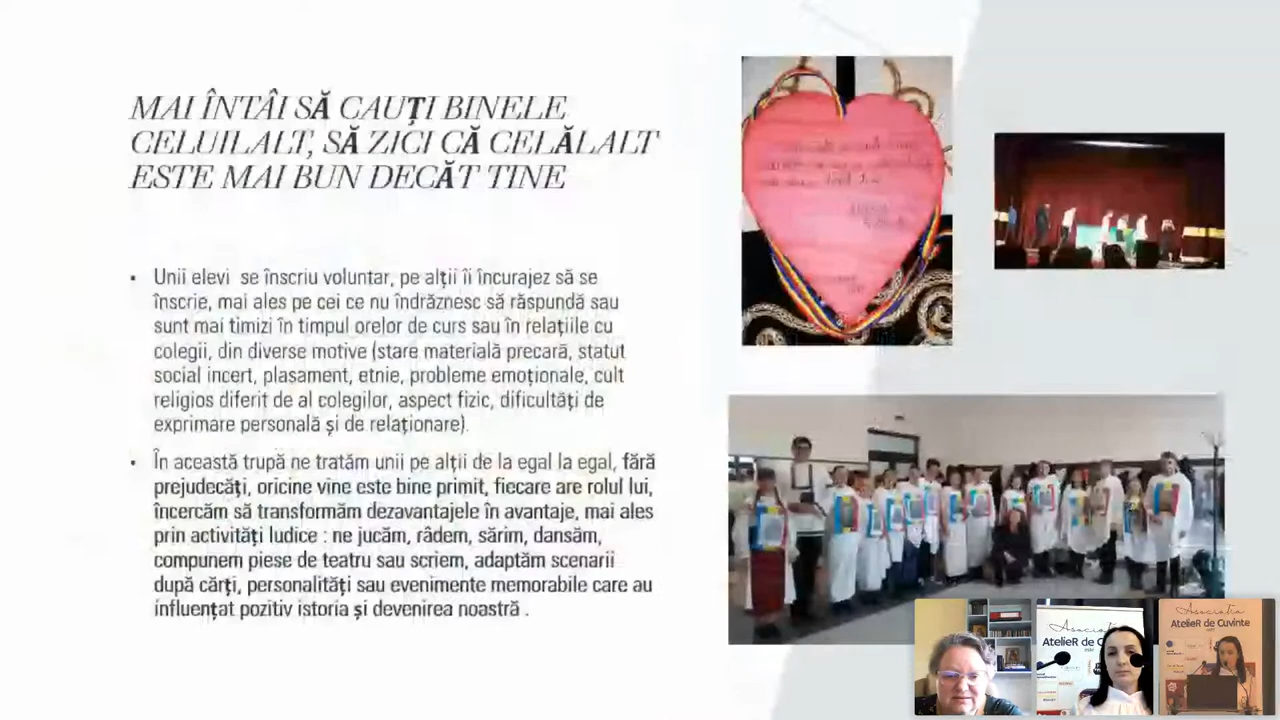 MAI ÎNTÂI SĂ CAUȚI BINELE
CELUILALT, SĂ ZICI CĂ CELĂLALT
ESTE MAI BUN DECĂT TINE
• Unii elevi se înscriu voluntar, pe alții îi încurajez să se
înscrie, mai ales pe cei ce nu îndrăznesc să răspundă sau
sunt mai timizi în timpul orelor de curs sau în relațiile cu
colegii, din diverse motive (stare materială precară, statut
social incert, plasament, etnie, probleme emoționale, cult
religios diferit de al colegilor, aspect fizic, dificultăți de
exprimare personală și de relaționare).
• În această trupă ne tratăm unii pe alții de la egal la egal, fără
prejudecăți, oricine vine este bine primit, fiecare are rolul lui,
încercăm să transformăm dezavantajele în avantaje, mai ales
prin activități ludice : ne jucăm, râdem, sărim, dansăm,
compunem piese de teatru sau scriem, adaptăm scenarii
după cărți, personalități sau evenimente memorabile care au
influențat pozitiv istoria și devenirea noastră .
Asociatia
AtelieR de Cu
Asociatia
AtelieR de Cuvinte